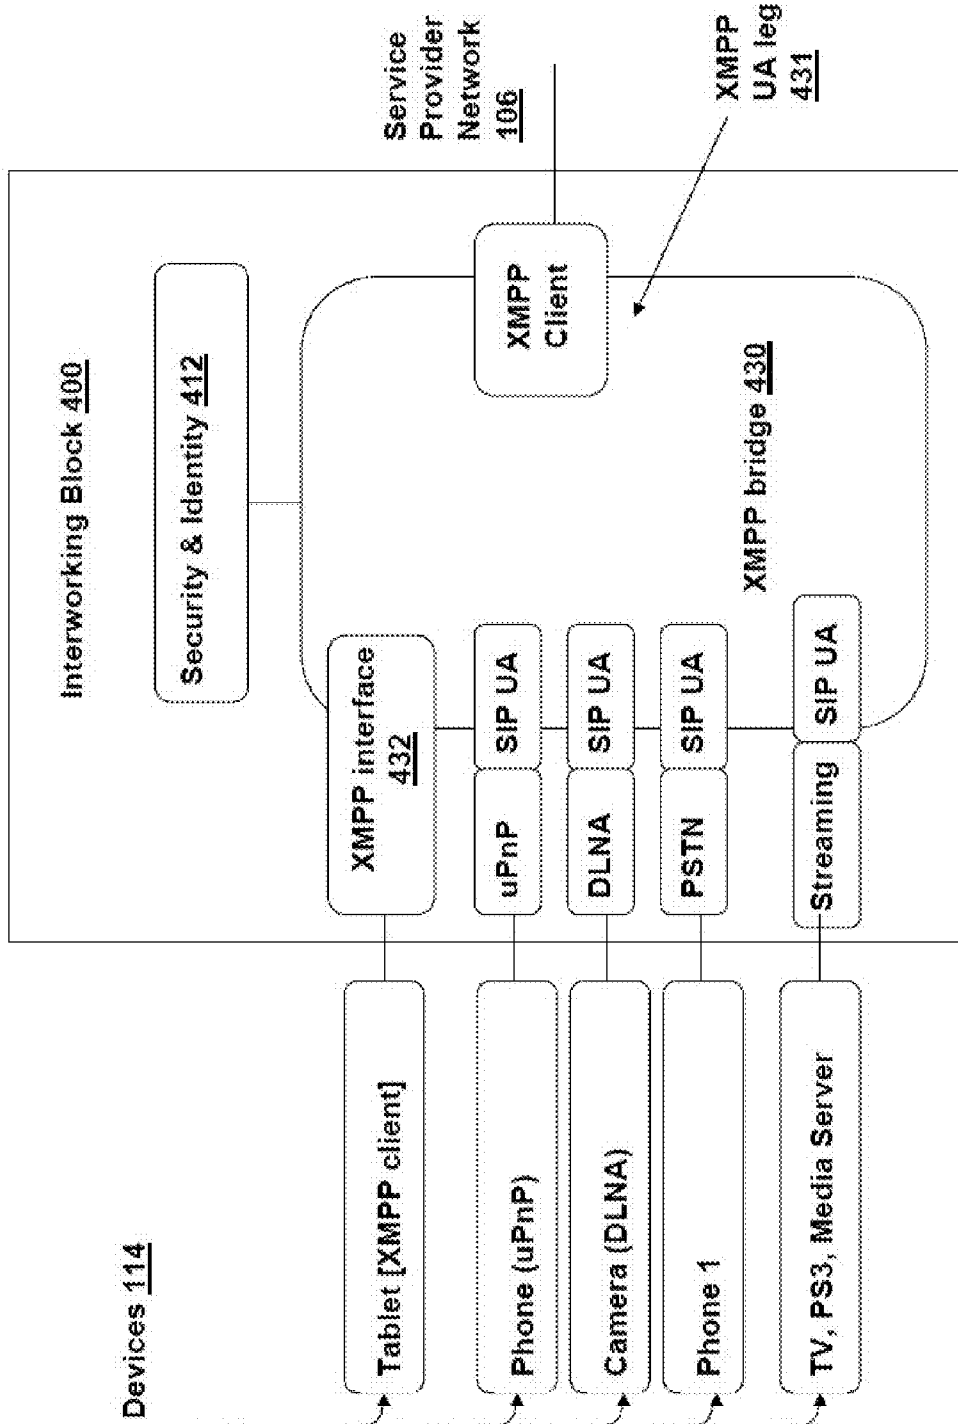 Devices 114
Tablet [XMPP client]
Phone (uPnP)
Camera (DLNA)
Phone 1
TV, PS3, Media Server
Interworking Block 400
Security & Identity 412
XMPP interface
432
uPnP
SIP UA
DLNA
SIP UA
PSTN
SIP UA
Streaming
SIP UA
XMPP bridge 430
XMPP
Client
Service
Provider
Network
106
XMPP
UA leg
431